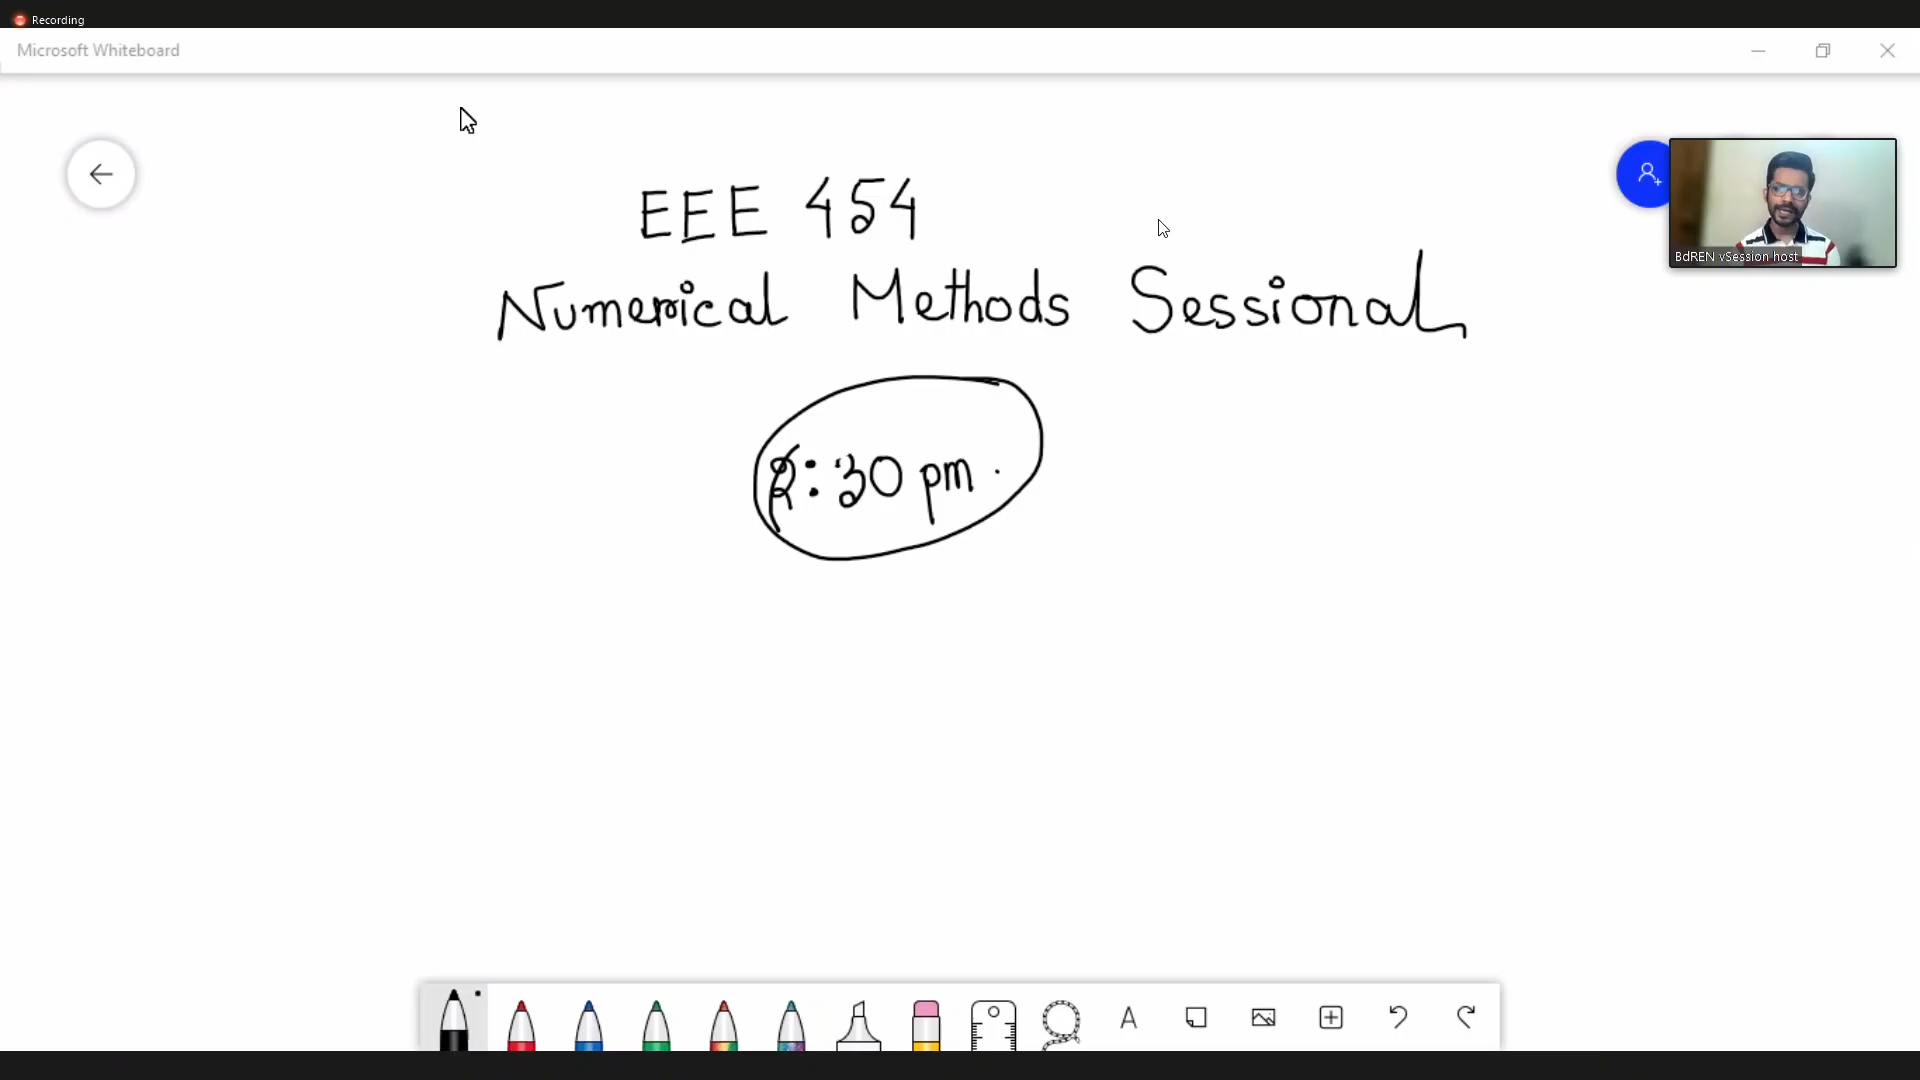 Recording
Microsoft Whiteboard
EEE 454
BdREN vSession host
Numerical Methods Sessional
:30 pm.
A